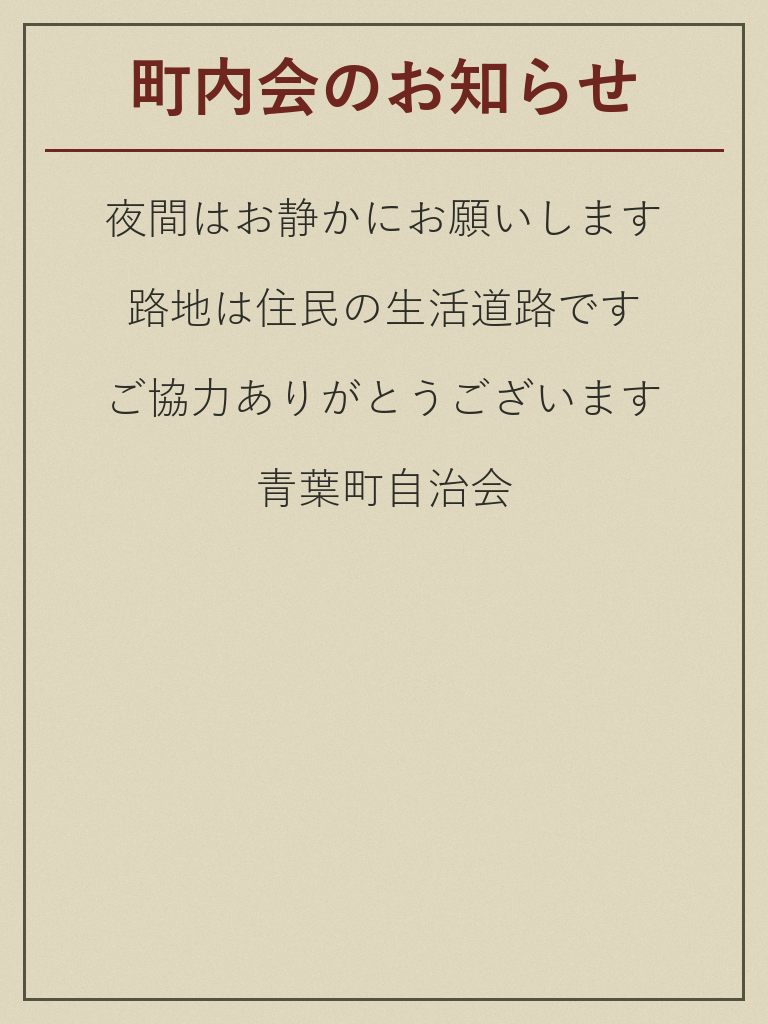 町内会のお知らせ
夜間はお静かにお願いします
路地は住民の生活道路です
ご協力ありがとうございます
青葉町自治会